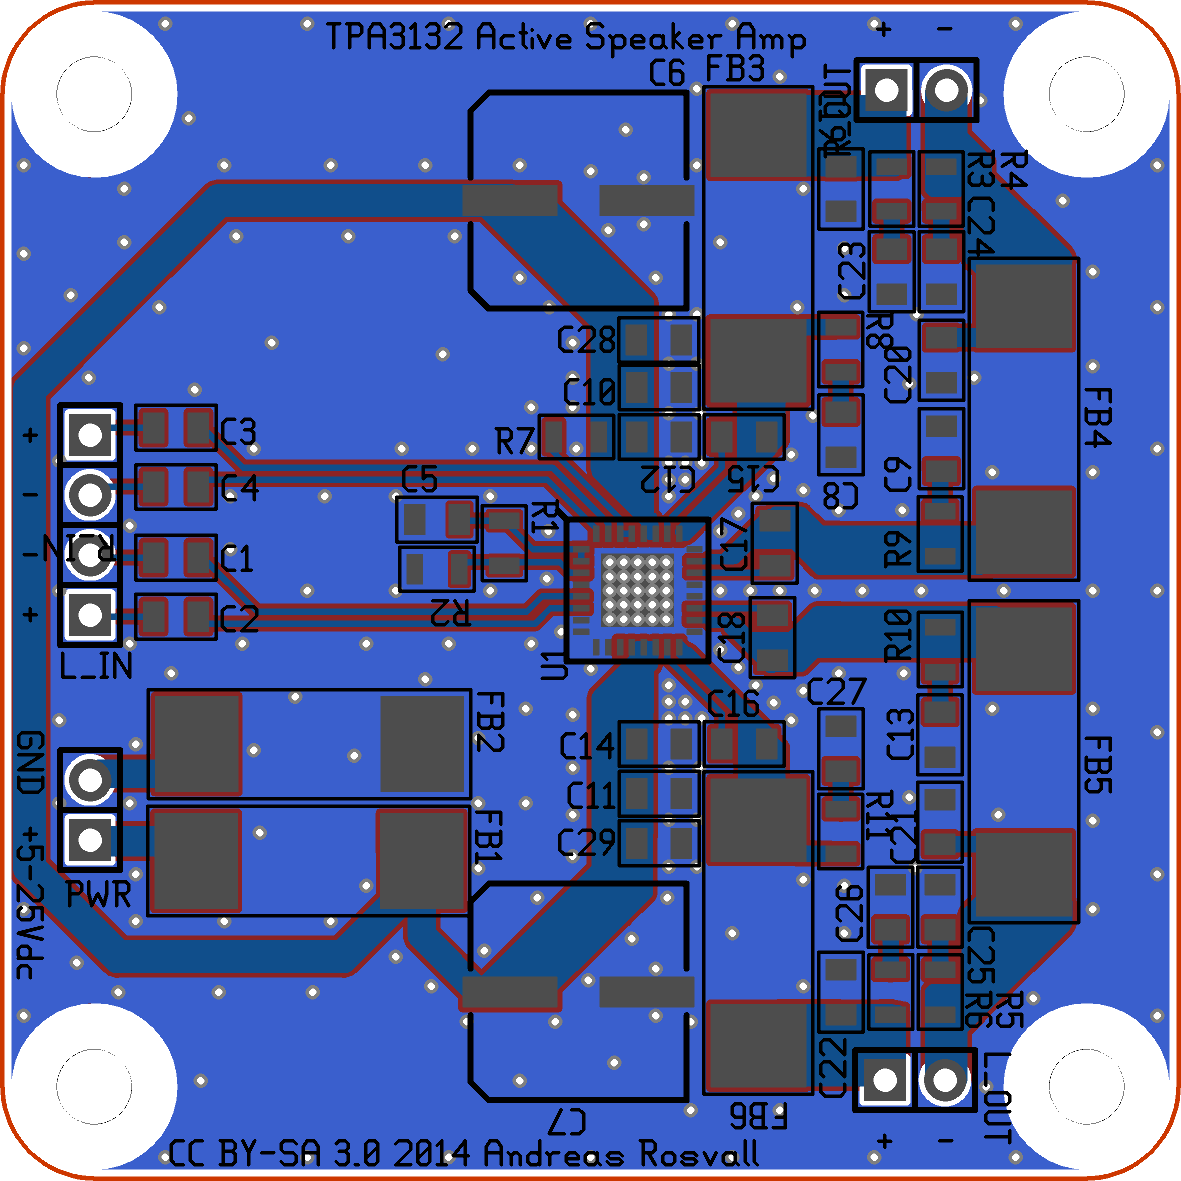 TPA3132 Active Speaker Amp
C6
FB3
+
-
R_OUT
R3
R4
C24
C23
C28
R8
C20
C10
FB4
+
C3
R7
C12
C15
C8
C9
-
C4
C5
R1
C17
R9
-
R_IN
C1
R2
+
C2
C18
R10
L_IN
U1
C16
C27
FB2
GND
C14
C13
FB5
C11
C29
FB1
R11
C21
PWR
+5-25Vdc
C26
C25
R6
R5
C22
L_OUT
C7
FB6
+
-
CC BY-SA 3.0 2014 Andreas Rosvall